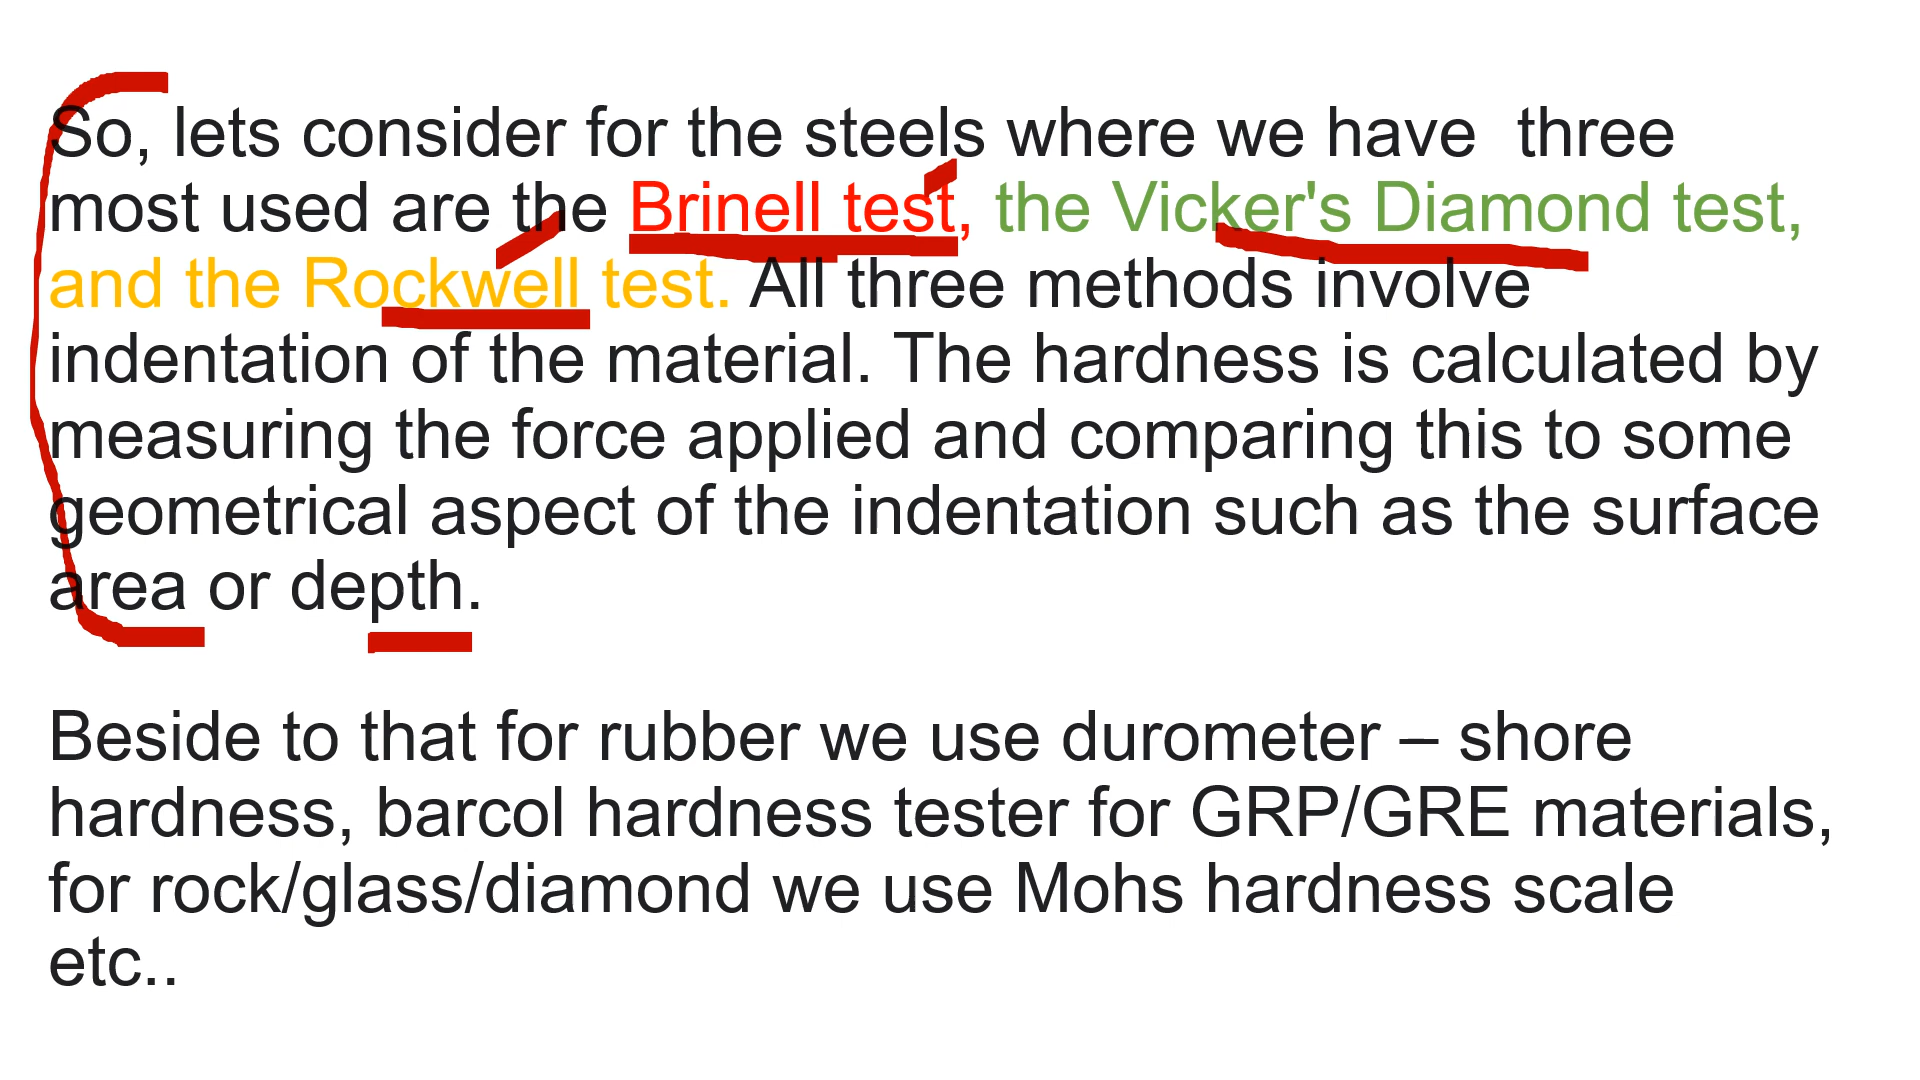 So, lets consider for the steels where we have  three
most used are the Brinell test, the Vicker's Diamond test,
and the Rockwell test. All three methods involve
indentation of the material. The hardness is calculated by
measuring the force applied and comparing this to some
geometrical aspect of the indentation such as the surface
area or depth.
Beside to that for rubber we use durometer – shore
hardness, barcol hardness tester for GRP/GRE materials,
for rock/glass/diamond we use Mohs hardness scale
etc..